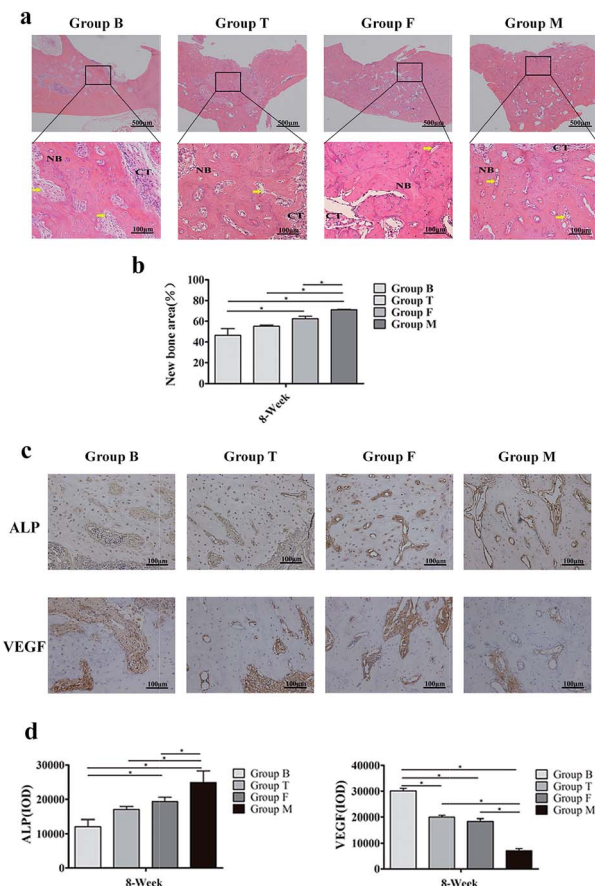 a
Group B Group T Group F Group M
500μm 500μm 500μm 500μm
NB CT NB CT NB CT CT NB
100μm 100μm 100μm 100μm
b
New bone area(%)
100
80
60
40
20
0
* * * *
8-Week
Group B
Group T
Group F
Group M
c
Group B Group T Group F Group M
ALP
100μm 100μm 100μm 100μm
VEGF
100μm 100μm 100μm 100μm
d
ALP(IOD)
30000
20000
10000
0
* * * *
8-Week
Group B
Group T
Group F
Group M
VEGF(IOD)
40000
30000
20000
10000
0
* * * * *
8-Week
Group B
Group T
Group F
Group M